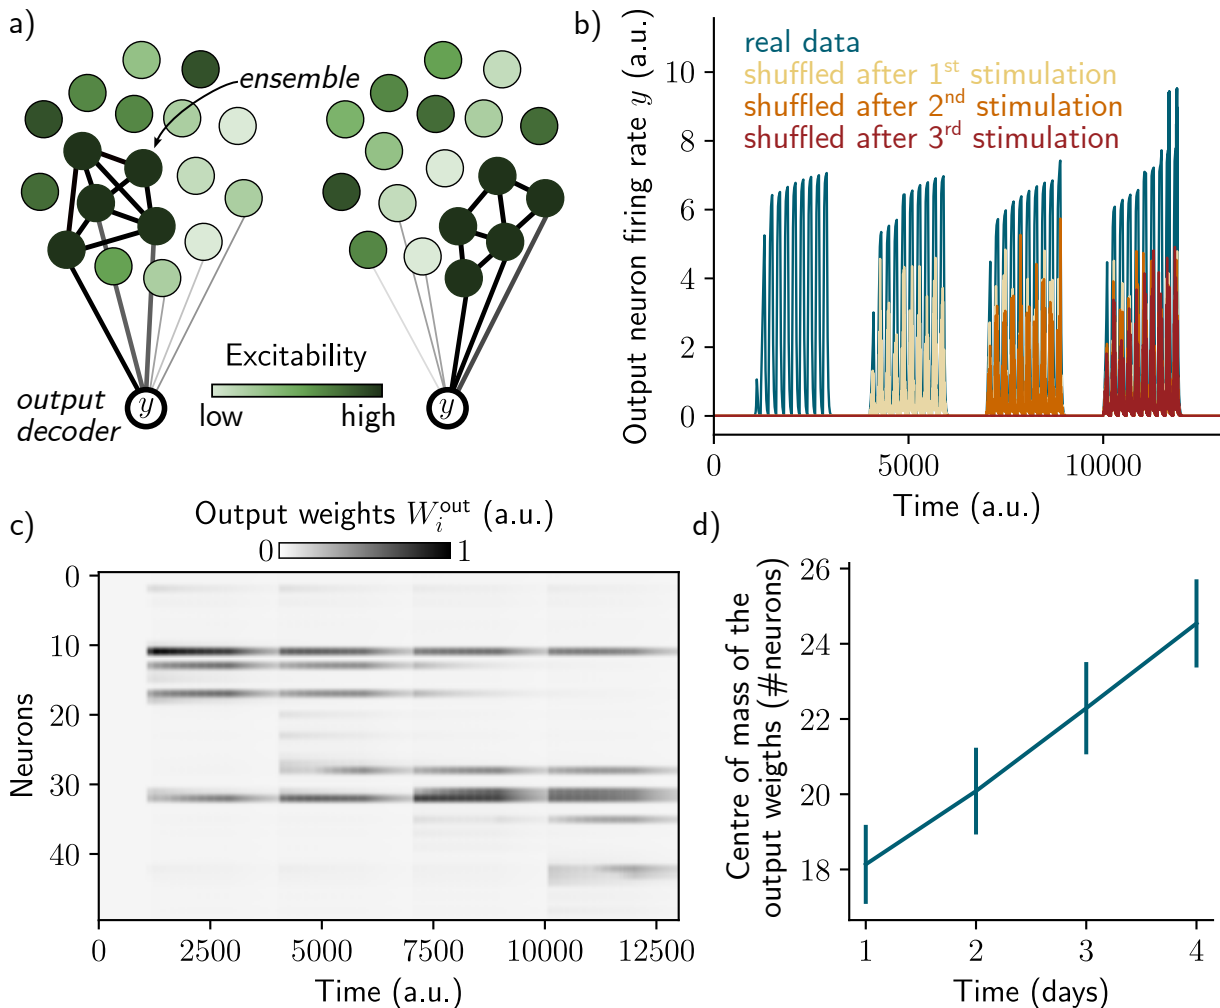 a)
ensemble
Excitability
low
high
output
decoder
y
y
b)
real data
shuffled after 1st stimulation
shuffled after 2nd stimulation
shuffled after 3rd stimulation
Output neuron firing rate y (a.u.)
10
8
6
4
2
0
0
5000
10000
Time (a.u.)
c)
Output weights W_i^out (a.u.)
0
1
Neurons
0
10
20
30
40
0
2500
5000
7500
10000
12500
Time (a.u.)
d)
Centre of mass of the
output weigths (#neurons)
26
24
22
20
18
1
2
3
4
Time (days)